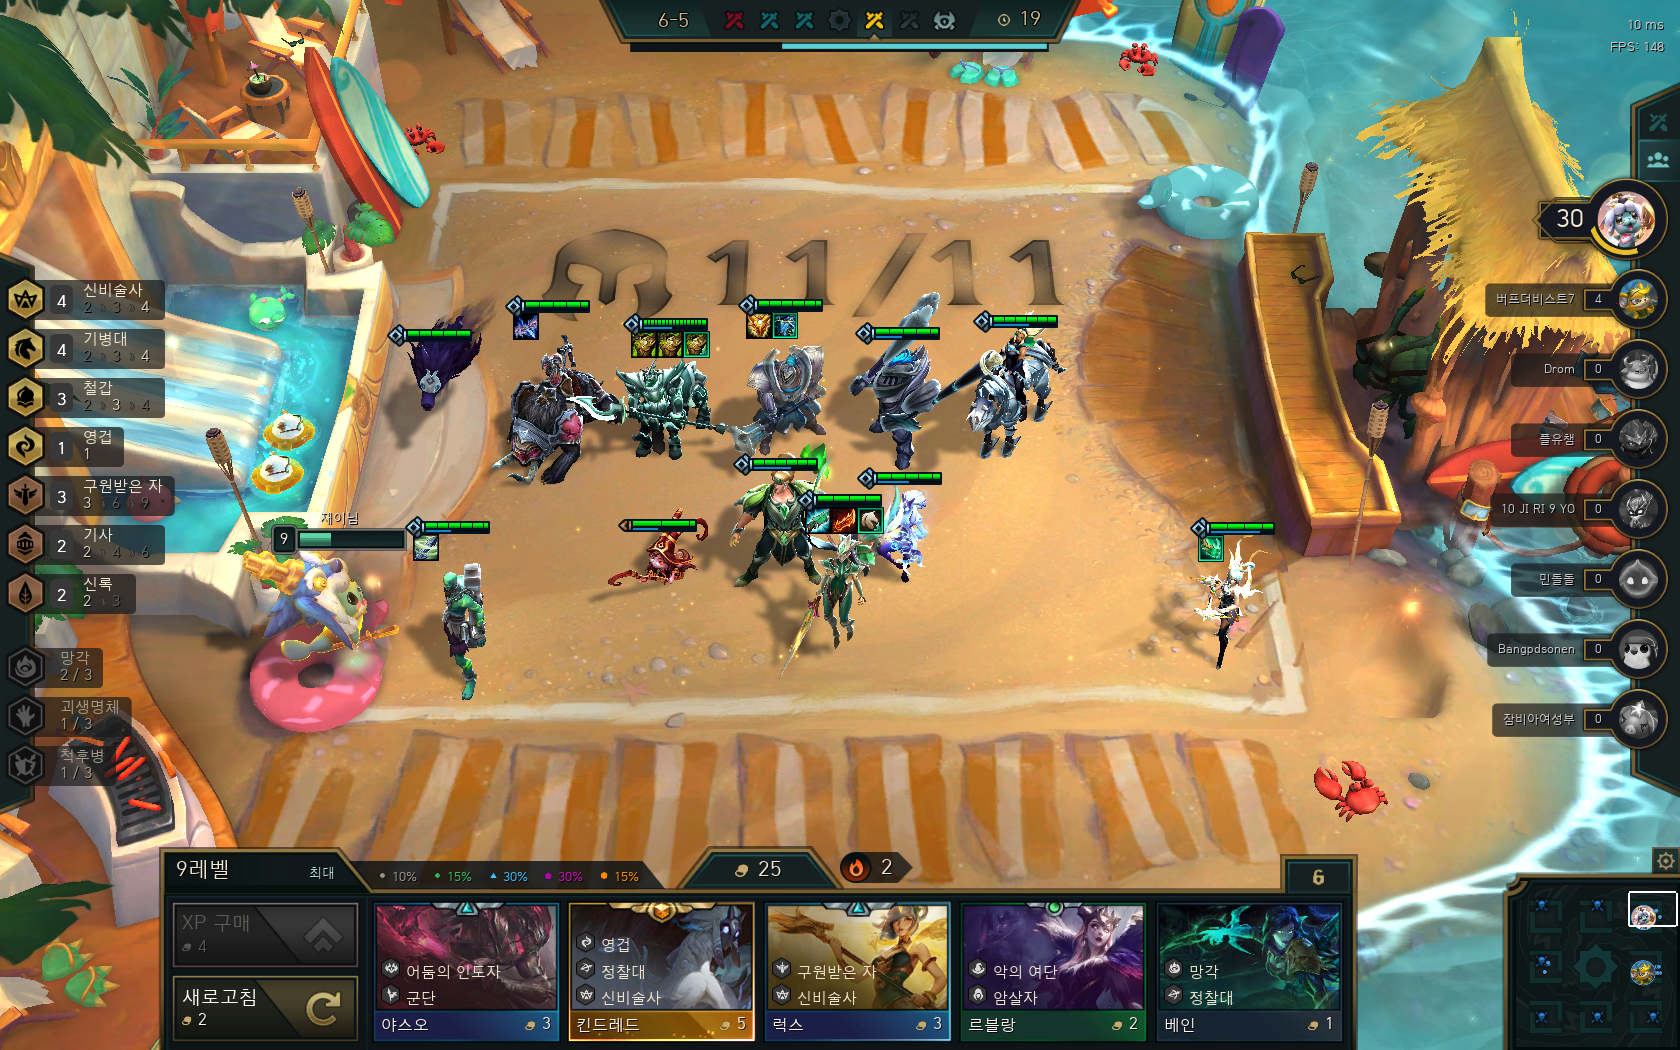 6-5
19
10 ms
FPS: 148
11/11
30
버프더비스트7 4
Drom 0
플유챔 0
10 JI RI 9 YO 0
민돌돌 0
Bangpdsonen 0
잠비아여성부 0
4 신비술사
2 › 3 › 4
4 기병대
2 › 3 › 4
3 철갑
2 › 3 › 4
1 영겁
1
3 구원받은 자
3 › 6 › 9
2 기사
2 › 4 › 6
2 신록
2 › 3
망각
2 / 3
괴생명체
1 / 3
척후병
1 / 3
재이님
9
9레벨 최대
10% 15% 30% 30% 15%
25
2
6
XP 구매
4
새로고침
2
어둠의 인도자
군단
야스오 3
영겁
정찰대
신비술사
킨드레드 5
구원받은 자
신비술사
럭스 3
악의 여단
암살자
르블랑 2
망각
정찰대
베인 1